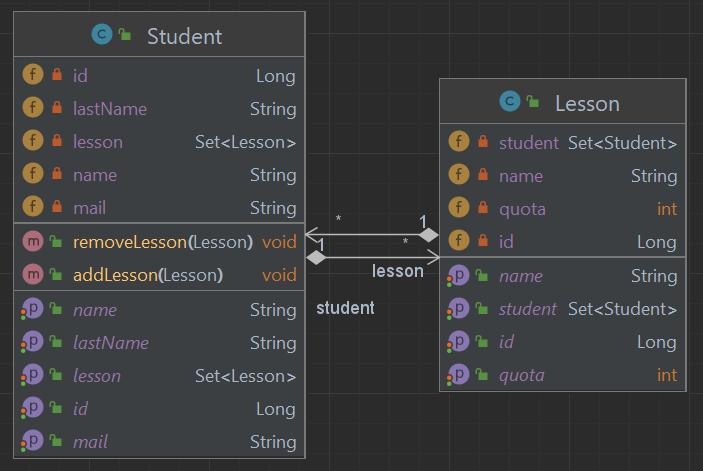 C Student
f id Long
f lastName String
f lesson Set<Lesson>
f name String
f mail String
m removeLesson(Lesson) void
m addLesson(Lesson) void
p name String
p lastName String
p lesson Set<Lesson>
p id Long
p mail String
* 1
1 *
lesson
student
C Lesson
f student Set<Student>
f name String
f quota int
f id Long
p name String
p student Set<Student>
p id Long
p quota int